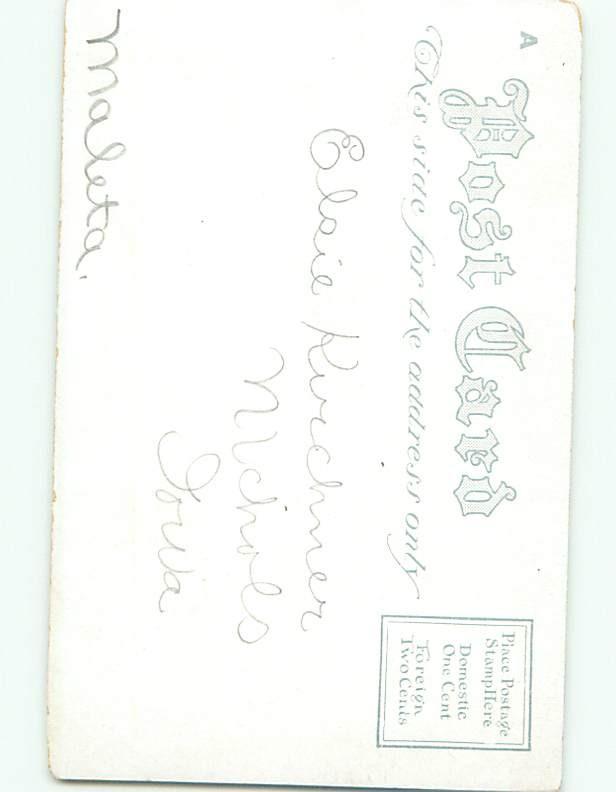 A
Post Card
This side for the address only
Place Postage
Stamp Here
Domestic
One Cent
Foreign
Two Cents
Elsie Kirchner
Nichols
Iowa
Maleta.